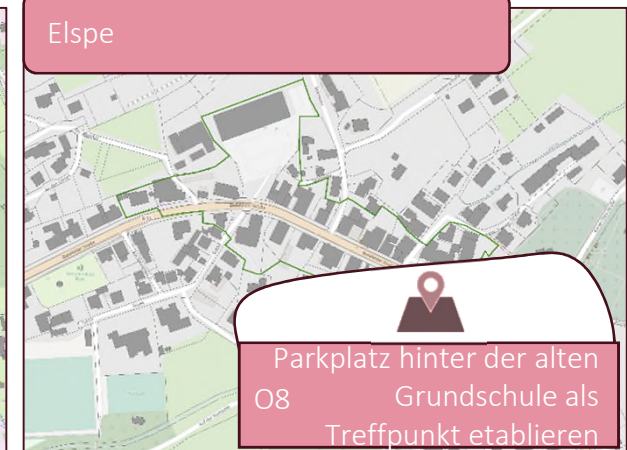 Elspe
Parkplatz hinter der alten
O8 Grundschule als
Treffpunkt etablieren